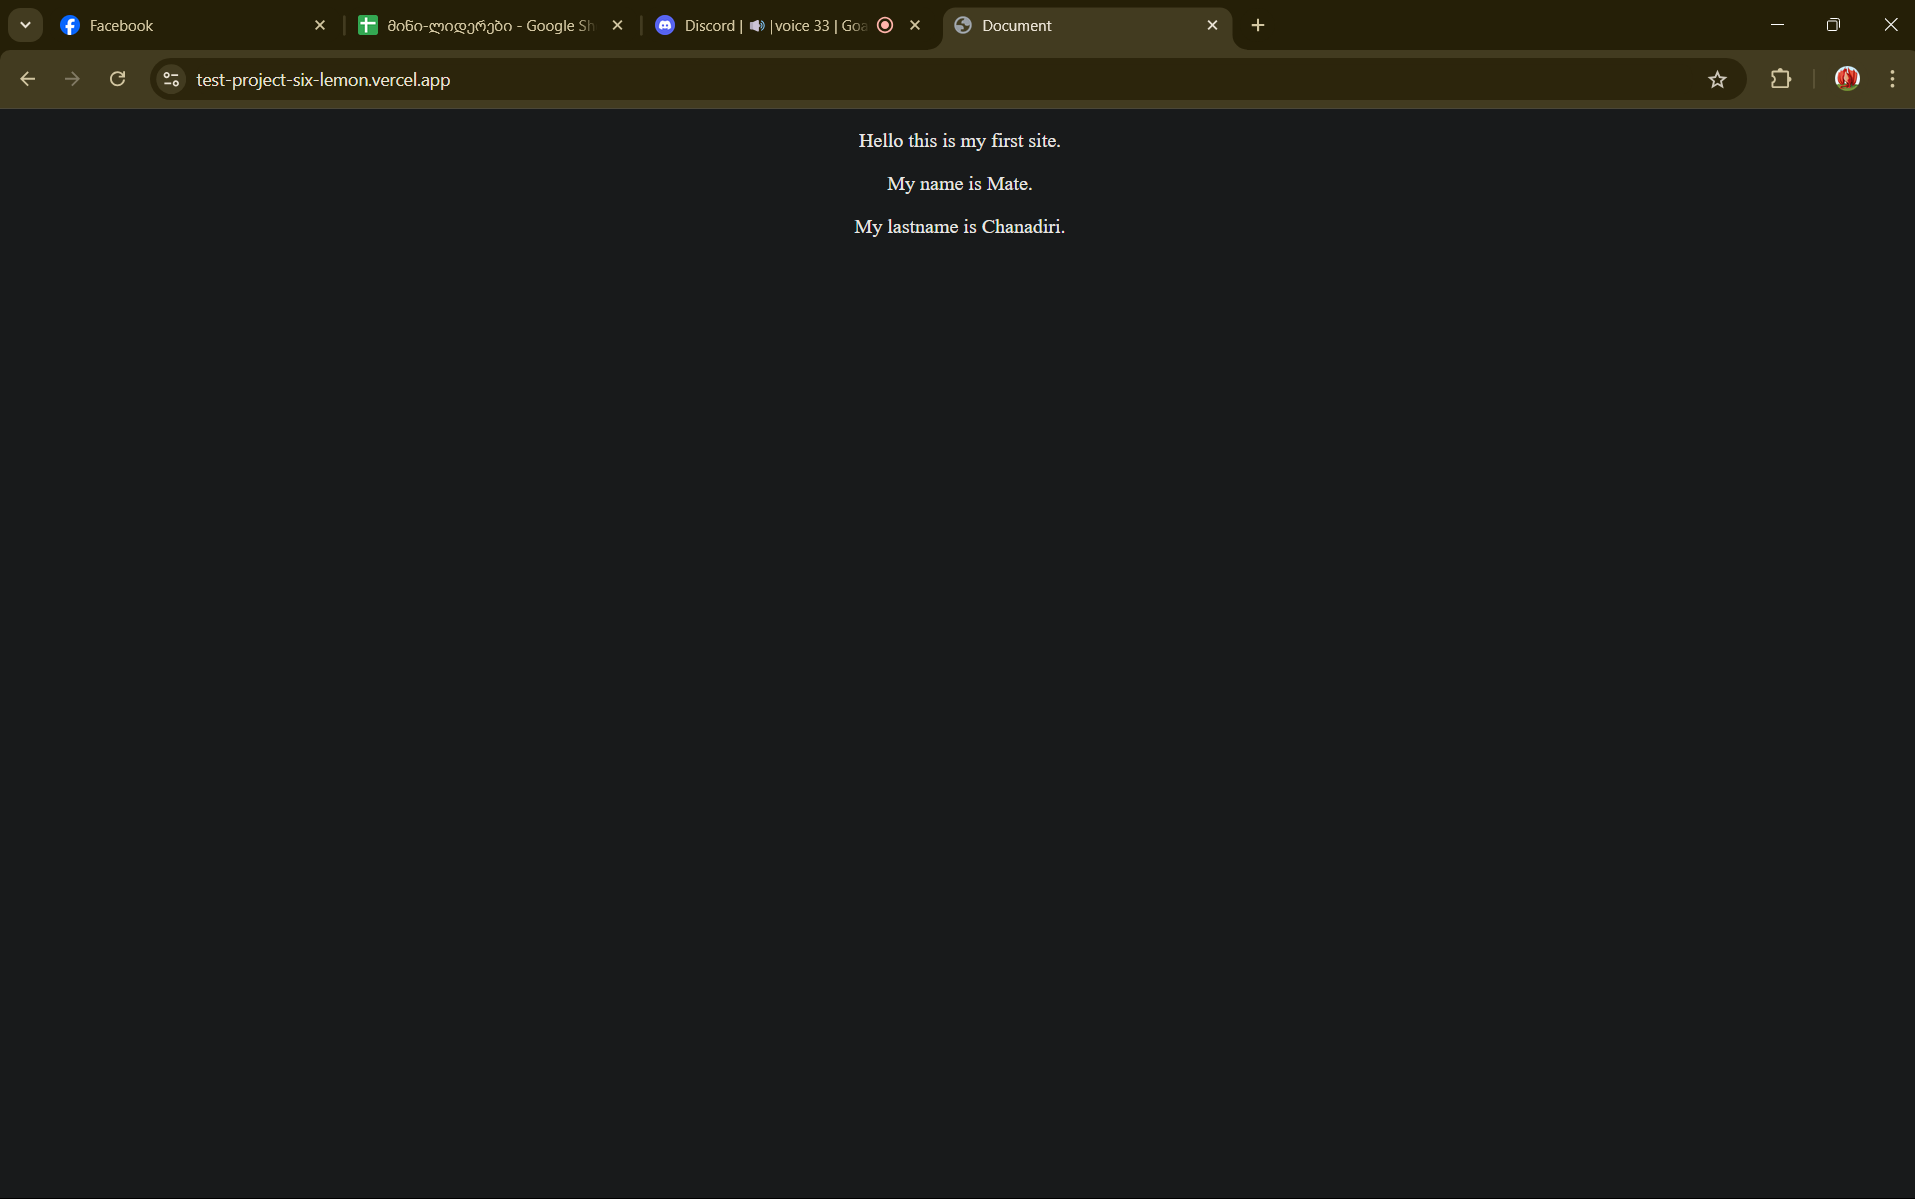 Facebook
მინი-ლიდერები - Google Sh
Discord | 🔊 |voice 33 | Goa
Document
test-project-six-lemon.vercel.app
Hello this is my first site.
My name is Mate.
My lastname is Chanadiri.